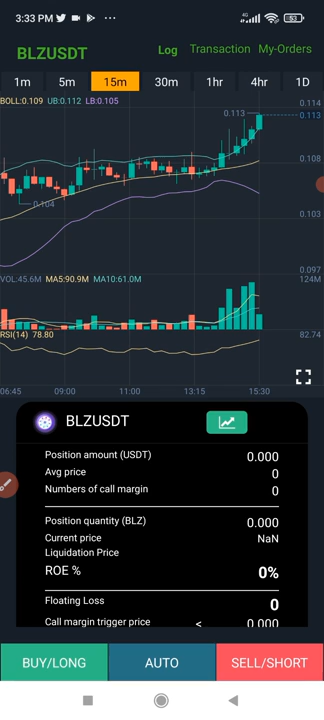 3:33 PM
4G
53
BLZUSDT
Log Transaction My-Orders
1m 5m 15m 30m 1hr 4hr 1D
BOLL:0.109 UB:0.112 LB:0.105
0.114
0.113
0.113
0.108
0.104
0.103
0.097
VOL:45.6M MA5:90.9M MA10:61.0M
124M
RSI(14) 78.80
82.74
06:45 09:00 11:00 13:15 15:30
BLZUSDT
Position amount (USDT) 0.000
Avg price 0
Numbers of call margin 0
Position quantity (BLZ) 0.000
Current price NaN
Liquidation Price
ROE % 0%
Floating Loss 0
Call margin trigger price < 0.000
BUY/LONG AUTO SELL/SHORT